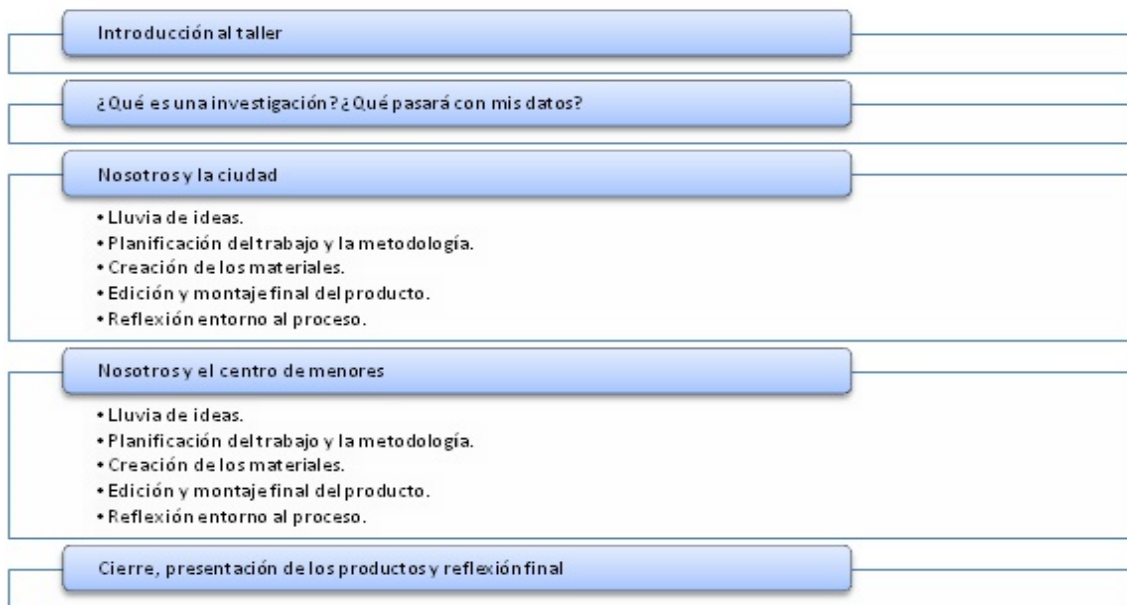 Introducción al taller
¿Qué es una investigación? ¿Qué pasará con mis datos?
Nosotros y la ciudad
• Lluvia de ideas.
• Planificación del trabajo y la metodología.
• Creación de los materiales.
• Edición y montaje final del producto.
• Reflexión entorno al proceso.
Nosotros y el centro de menores
• Lluvia de ideas.
• Planificación del trabajo y la metodología.
• Creación de los materiales.
• Edición y montaje final del producto.
• Reflexión entorno al proceso.
Cierre, presentación de los productos y reflexión final